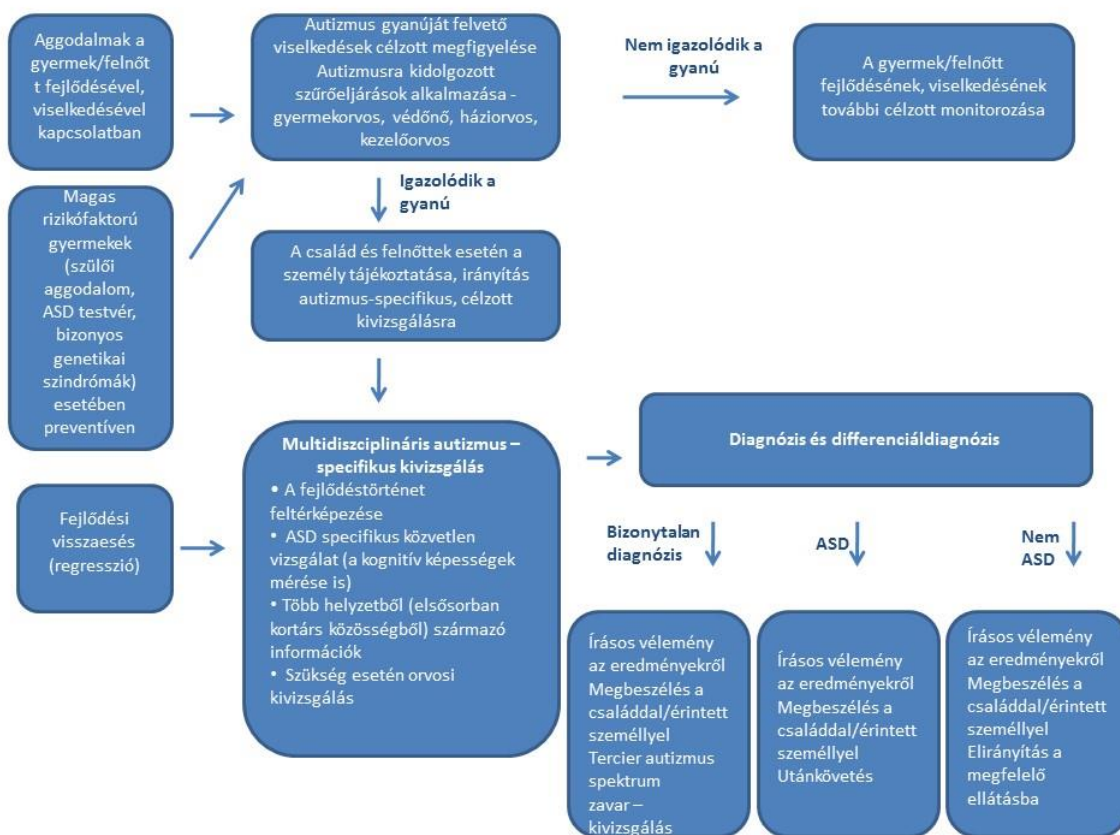 Aggodalmak a
gyermek/felnőt
t fejlődésével,
viselkedésével
kapcsolatban
Autizmus gyanúját felvető
viselkedések célzott megfigyelése
Autizmusra kidolgozott
szűrőeljárások alkalmazása -
gyermekorvos, védőnő, háziorvos,
kezelőorvos
Nem igazolódik a
gyanú
A gyermek/felnőtt
fejlődésének, viselkedésének
további célzott monitorozása
Magas
rizikófaktorú
gyermekek
(szülői
aggodalom,
ASD testvér,
bizonyos
genetikai
szindrómák)
esetében
preventíven
Igazolódik a
gyanú
A család és felnőttek esetén a
személy tájékoztatása, irányítás
autizmus-specifikus, célzott
kivizsgálásra
Fejlődési
visszaesés
(regresszió)
Multidiszciplináris autizmus –
specifikus kivizsgálás
• A fejlődéstörténet
feltérképezése
• ASD specifikus közvetlen
vizsgálat (a kognitív képességek
mérése is)
• Több helyzetből (elsősorban
kortárs közösségből) származó
információk
• Szükség esetén orvosi
kivizsgálás
Diagnózis és differenciáldiagnózis
Bizonytalan
diagnózis
ASD
Nem
ASD
Írásos vélemény
az eredményekről
Megbeszélés a
családdal/érintett
személlyel
Tercier autizmus
spektrum
zavar –
kivizsgálás
Írásos vélemény
az eredményekről
Megbeszélés a
családdal/érintett
személlyel
Utánkövetés
Írásos vélemény
az eredményekről
Megbeszélés a
családdal/érintett
személlyel
Elirányítás a
megfelelő
ellátásba